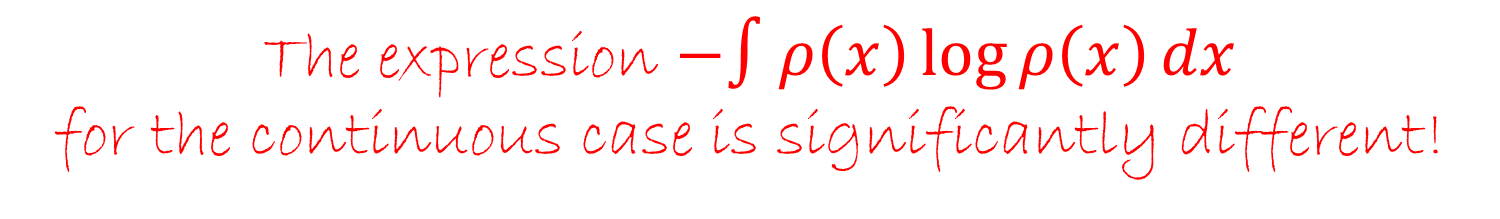 The expression −∫ ρ(x) log ρ(x) dx
for the continuous case is significantly different!